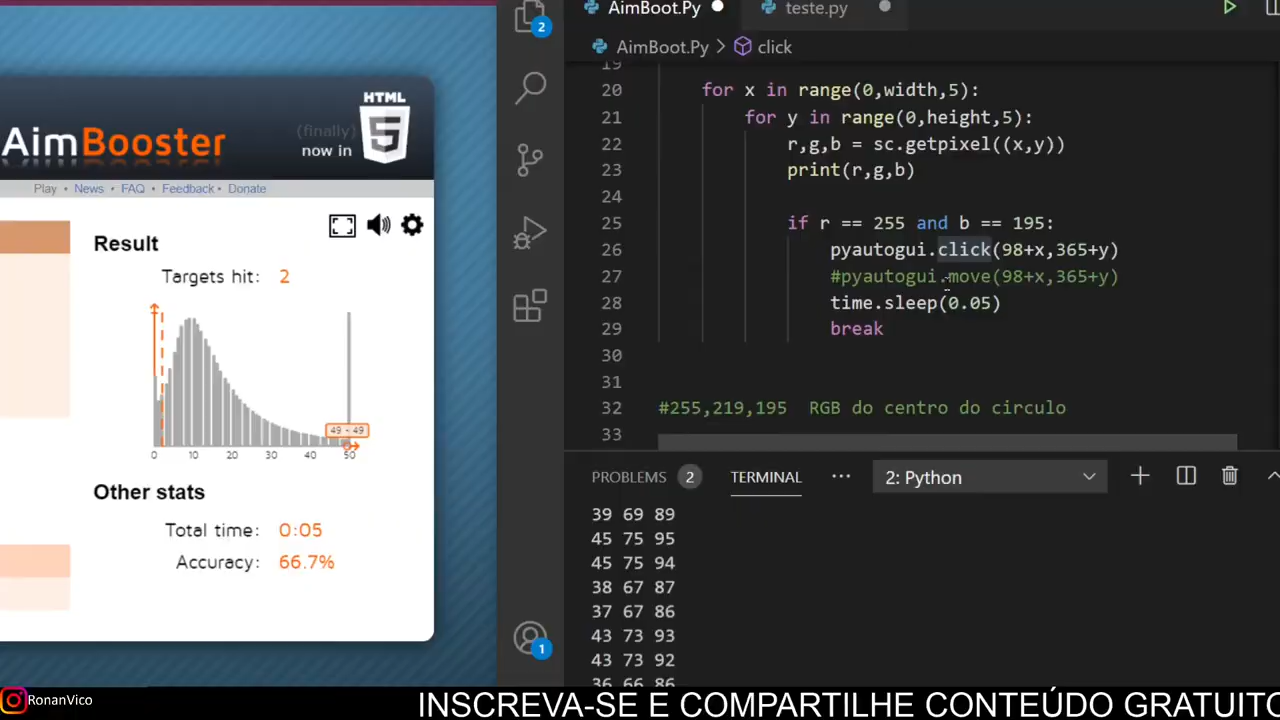 HTML
5
AimBooster
(finally)
now in
Play • News • FAQ • Feedback • Donate
Result
Targets hit: 2
49 - 49
0 10 20 30 40 50
Other stats
Total time: 0:05
Accuracy: 66.7%
2
1
AimBoot.Py
teste.py
AimBoot.Py > click
19
20 for x in range(0,width,5):
21 for y in range(0,height,5):
22 r,g,b = sc.getpixel((x,y))
23 print(r,g,b)
24
25 if r == 255 and b == 195:
26 pyautogui.click(98+x,365+y)
27 #pyautogui.move(98+x,365+y)
28 time.sleep(0.05)
29 break
30
31
32 #255,219,195  RGB do centro do circulo
33
PROBLEMS 2 TERMINAL ··· 2: Python
39 69 89
45 75 95
45 75 94
38 67 87
37 67 86
43 73 93
43 73 92
36 66 86
RonanVico
INSCREVA-SE E COMPARTILHE CONTEÚDO GRATUITO